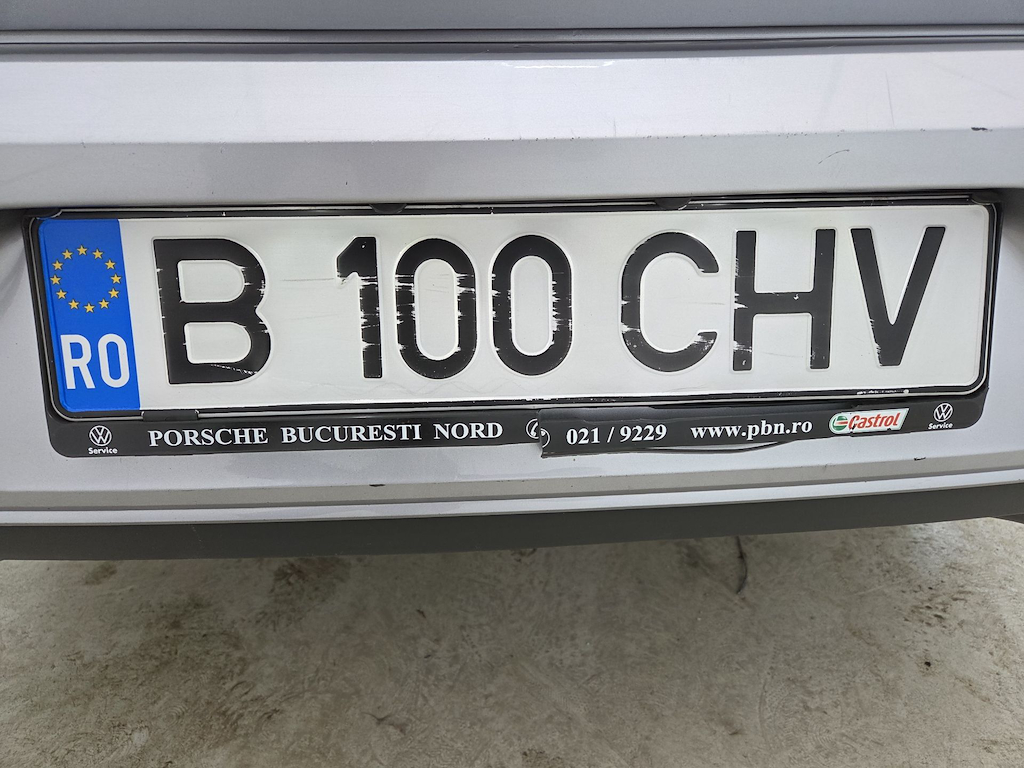 RO B 100 CHV
Service PORSCHE BUCURESTI NORD 021 / 9229 www.pbn.ro Castrol Service